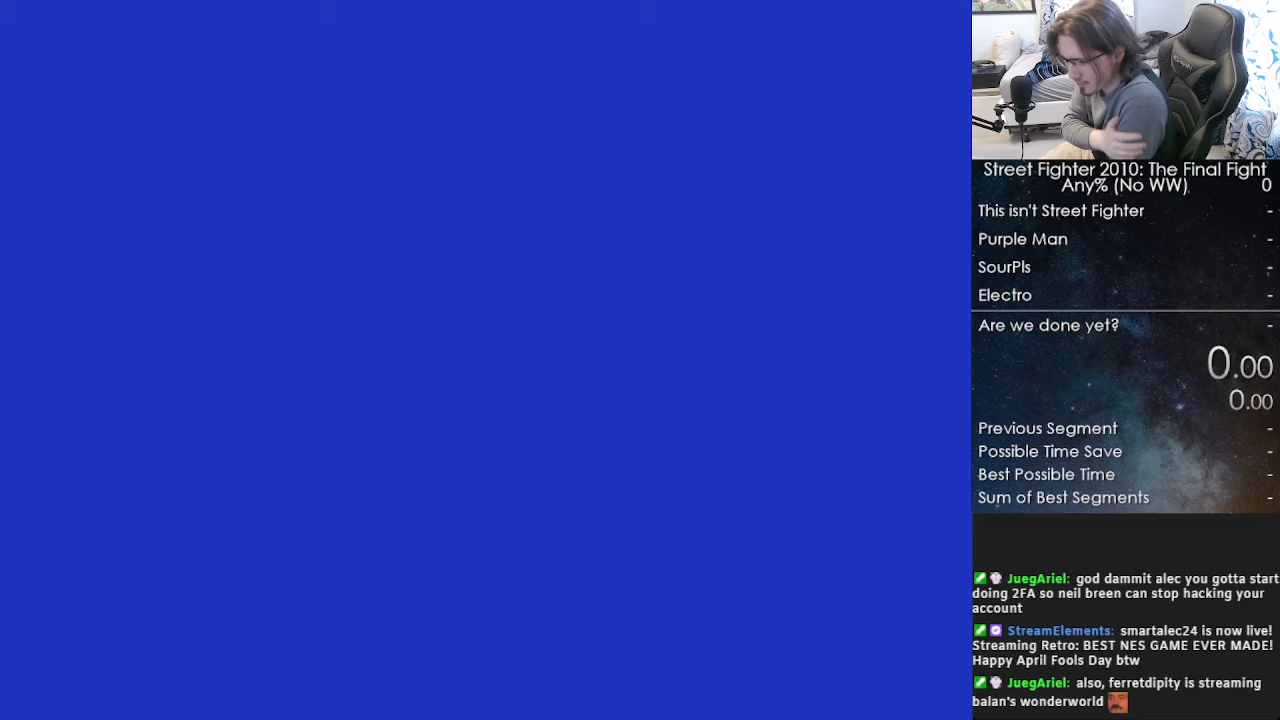 Street Fighter 2010: The Final Fight
Any% (No WW) 0
This isn't Street Fighter -
Purple Man -
SourPls -
Electro -
Are we done yet? -
0.00
0.00
Previous Segment -
Possible Time Save -
Best Possible Time -
Sum of Best Segments -
JuegAriel: god dammit alec you gotta start
doing 2FA so neil breen can stop hacking your
account
StreamElements: smartalec24 is now live!
Streaming Retro: BEST NES GAME EVER MADE!
Happy April Fools Day btw
JuegAriel: also, ferretdipity is streaming
balan's wonderworld